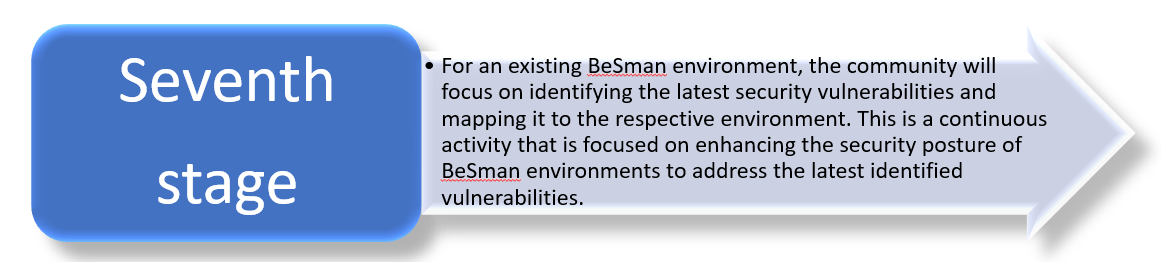 Seventh
stage
• For an existing BeSman environment, the community will
focus on identifying the latest security vulnerabilities and
mapping it to the respective environment. This is a continuous
activity that is focused on enhancing the security posture of
BeSman environments to address the latest identified
vulnerabilities.